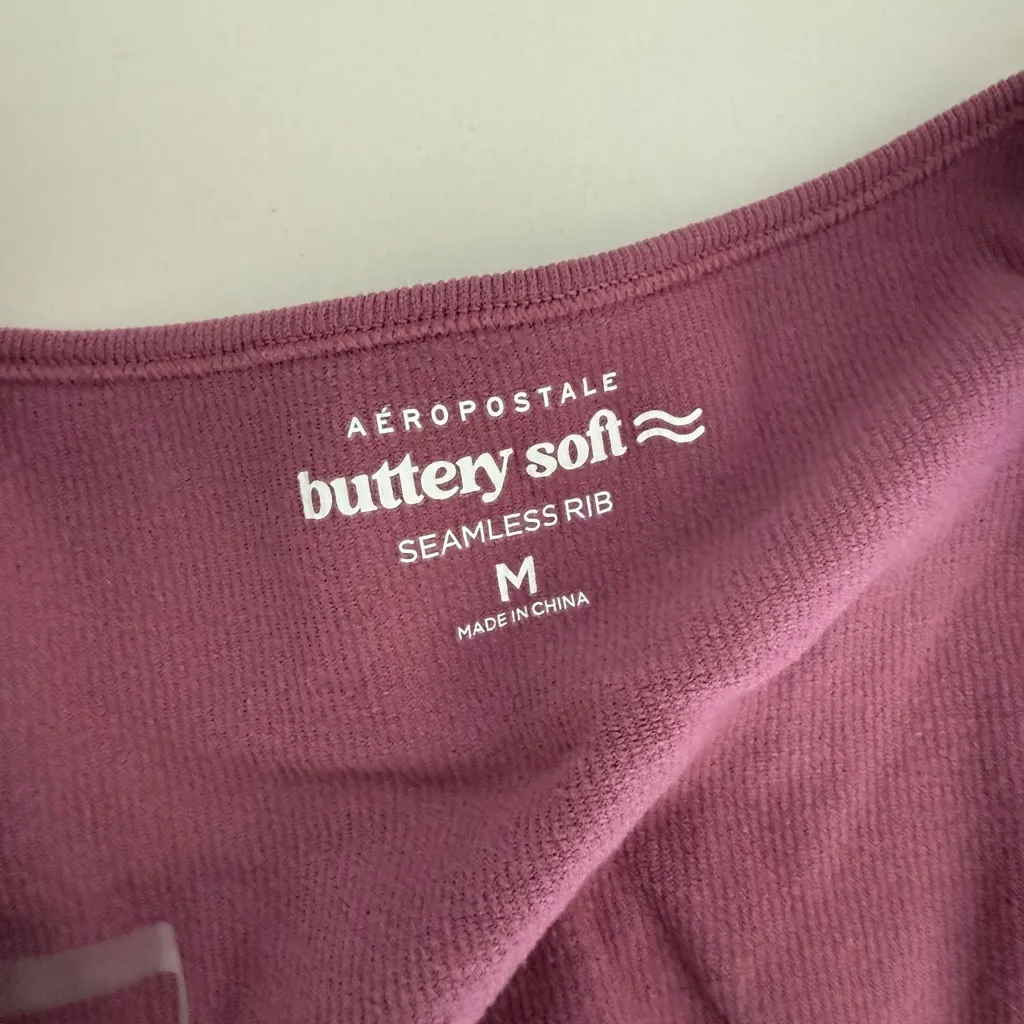 AÉROPOSTALE
buttery soft
SEAMLESS RIB
M
MADE IN CHINA